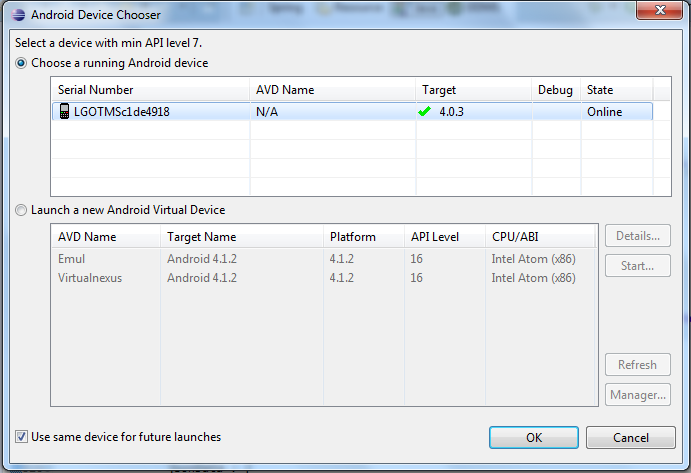 Android Device Chooser
Select a device with min API level 7.
Choose a running Android device
Serial Number AVD Name Target Debug State
LGOTMSc1de4918 N/A 4.0.3 Online
Launch a new Android Virtual Device
AVD Name Target Name Platform API Level CPU/ABI
Emul Android 4.1.2 4.1.2 16 Intel Atom (x86)
Virtualnexus Android 4.1.2 4.1.2 16 Intel Atom (x86)
Details...
Start...
Refresh
Manager...
Use same device for future launches
OK Cancel